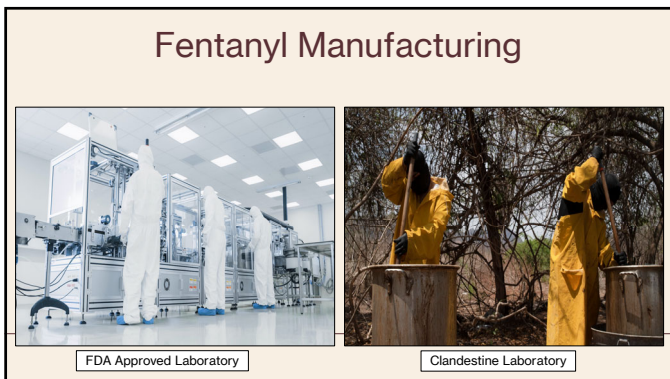 Fentanyl Manufacturing
FDA Approved Laboratory
Clandestine Laboratory